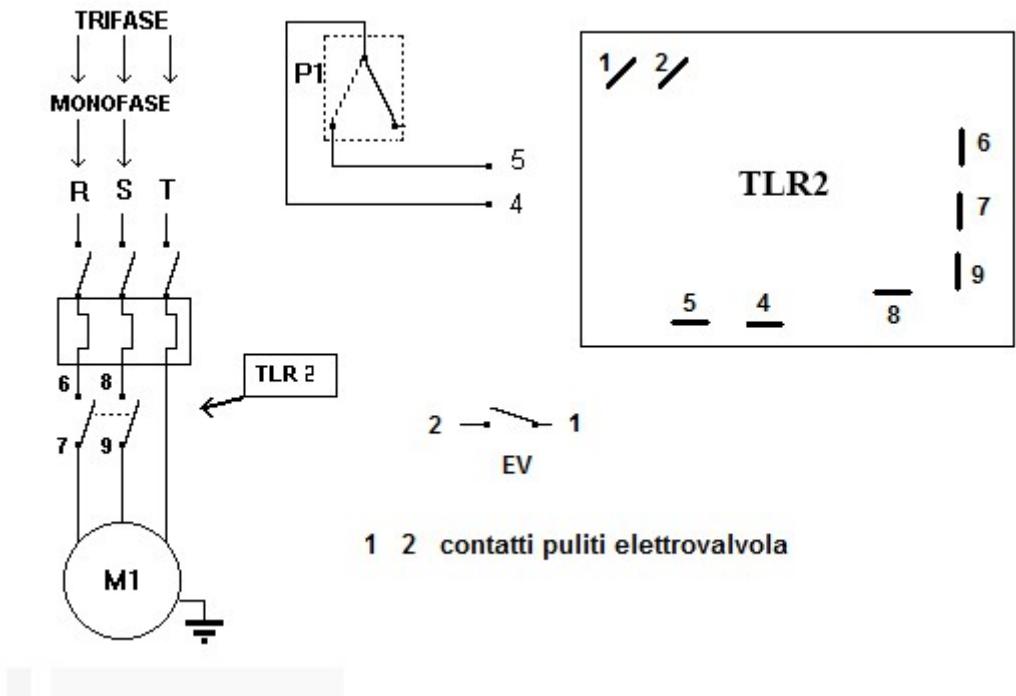 TRIFASE
MONOFASE
R S T
6 8
7 9
M1
TLR 2
P1
5
4
1 2
TLR2
6
7
9
5 4 8
2 1
EV
1 2 contatti puliti elettrovalvola